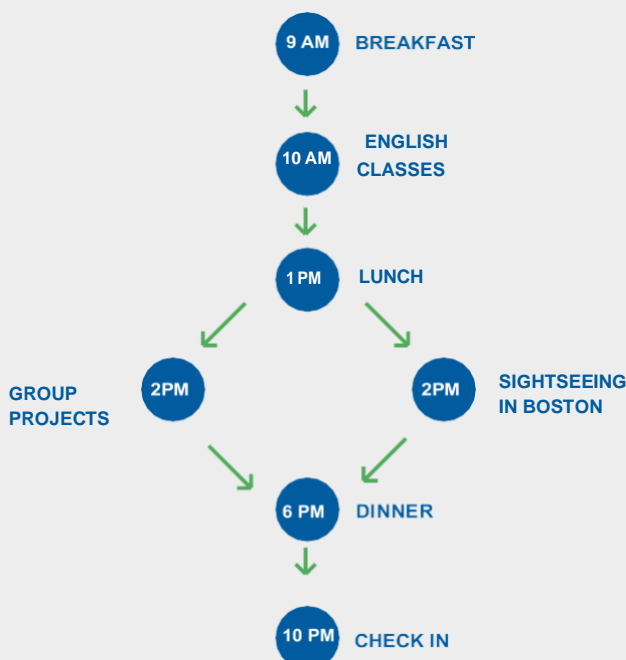 9 AM BREAKFAST
10 AM ENGLISH
CLASSES
1 PM LUNCH
GROUP
PROJECTS
2PM
2PM
SIGHTSEEING
IN BOSTON
6 PM DINNER
10 PM CHECK IN